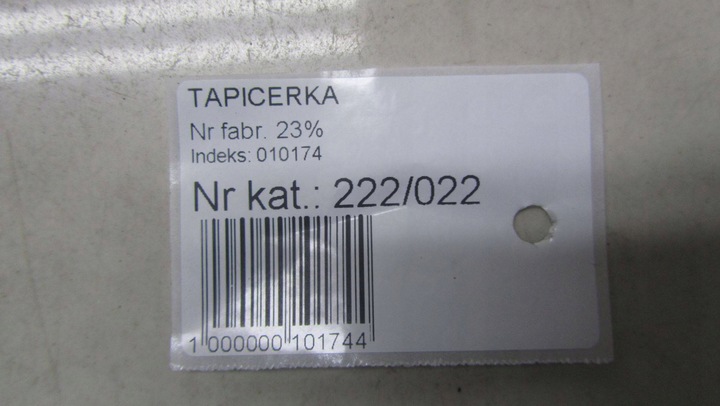 TAPICERKA
Nr fabr. 23%
Indeks: 010174
Nr kat.: 222/022
1 000000 101744